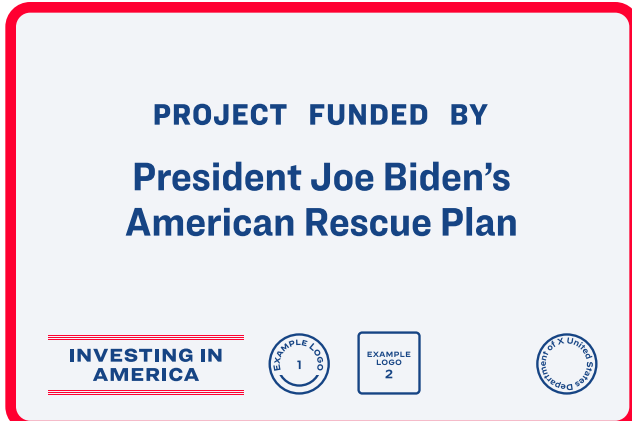 PROJECT FUNDED BY
President Joe Biden’s
American Rescue Plan
INVESTING IN
AMERICA
EXAMPLE LOGO
1
EXAMPLE
LOGO
2
Department of X United States